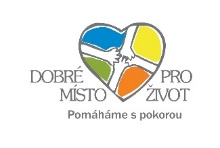 DOBRÉ PRO
MÍSTO ŽIVOT
Pomáháme s pokorou